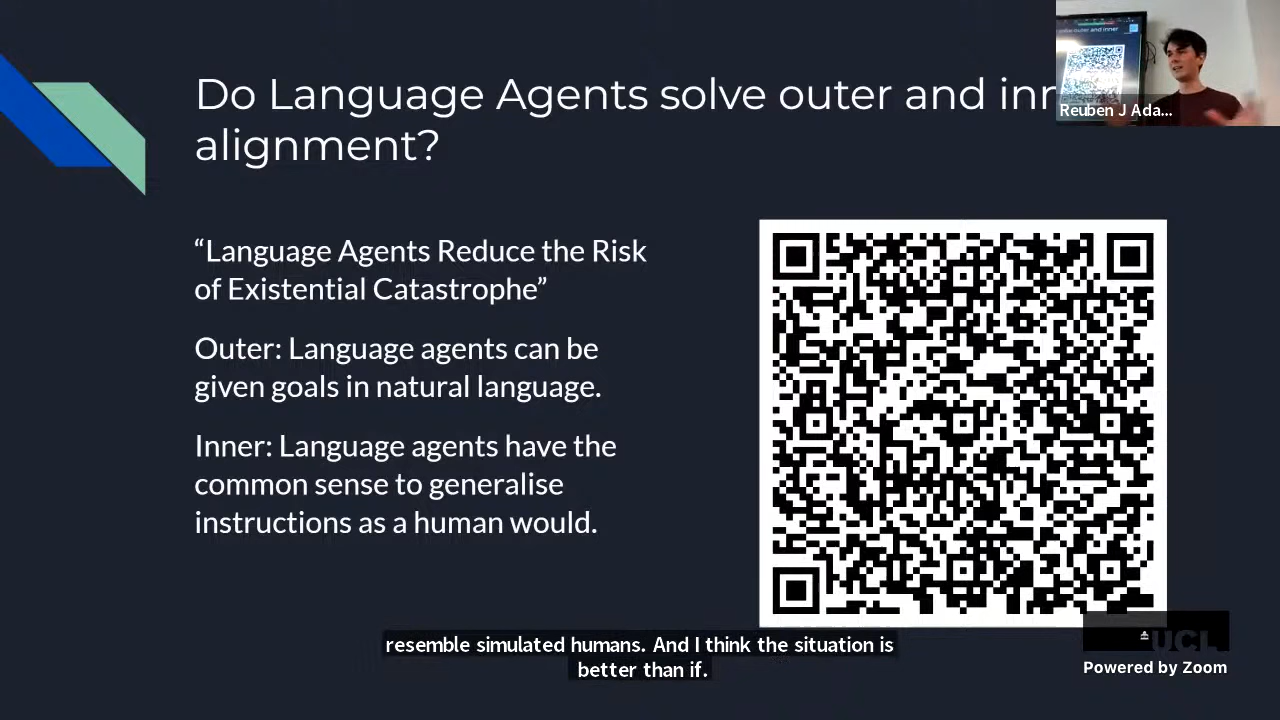 Do Language Agents solve outer and inn
alignment?
Reuben J Ada...
“Language Agents Reduce the Risk
of Existential Catastrophe”
Outer: Language agents can be
given goals in natural language.
Inner: Language agents have the
common sense to generalise
instructions as a human would.
resemble simulated humans. And I think the situation is
better than if.
UCL
Powered by Zoom